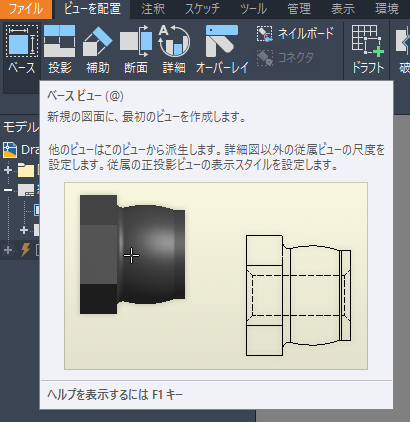 ファイル ビューを配置 注釈 スケッチ ツール 管理 表示 環境
ベース 投影 補助 断面 詳細 オーバーレイ ネイルボード コネクタ ドラフト
ベース ビュー (@)
新規の図面に、最初のビューを作成します。
他のビューはこのビューから派生します。詳細図以外の従属ビューの尺度を
設定します。従属の正投影ビューの表示スタイルを設定します。
モデル
Dra
ヘルプを表示するには F1 キー